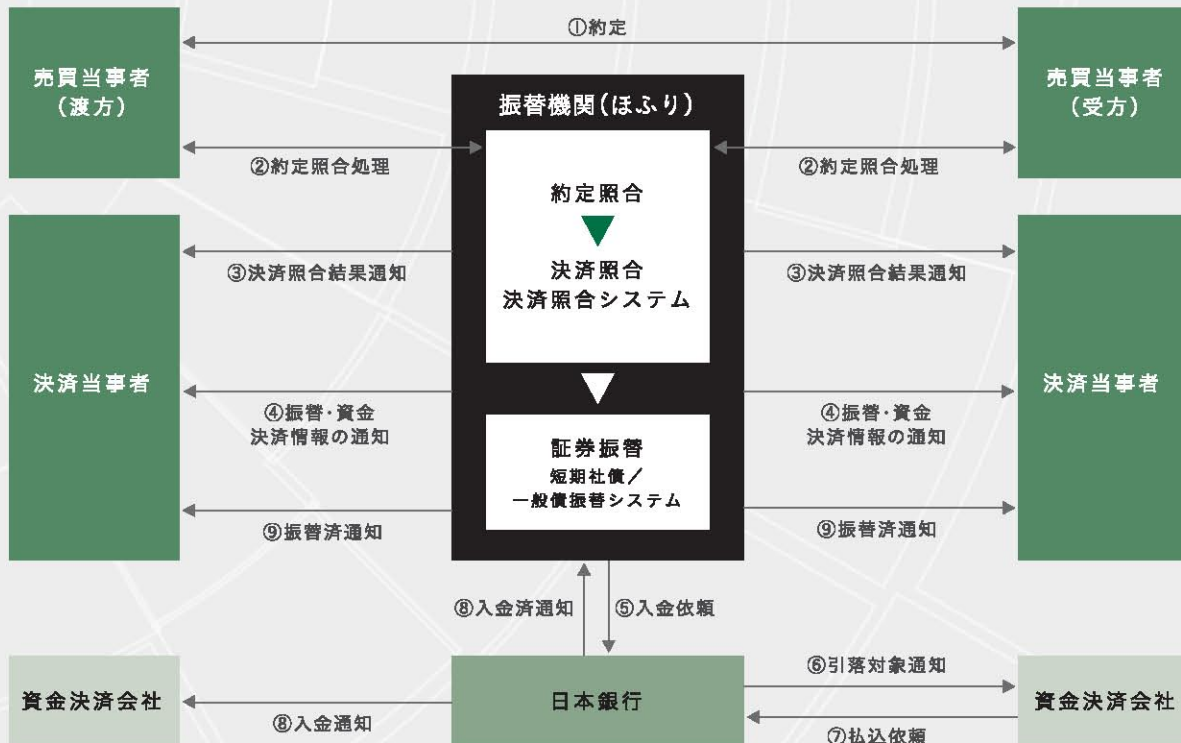 ①約定
売買当事者
(渡方)
振替機関(ほふり)
売買当事者
(受方)
②約定照合処理
②約定照合処理
約定照合
③決済照合結果通知
決済照合
決済照合システム
③決済照合結果通知
決済当事者
決済当事者
④振替・資金
決済情報の通知
④振替・資金
決済情報の通知
証券振替
短期社債/
一般債振替システム
⑨振替済通知
⑨振替済通知
⑧入金済通知
⑤入金依頼
⑥引落対象通知
資金決済会社
日本銀行
資金決済会社
⑧入金通知
⑦払込依頼